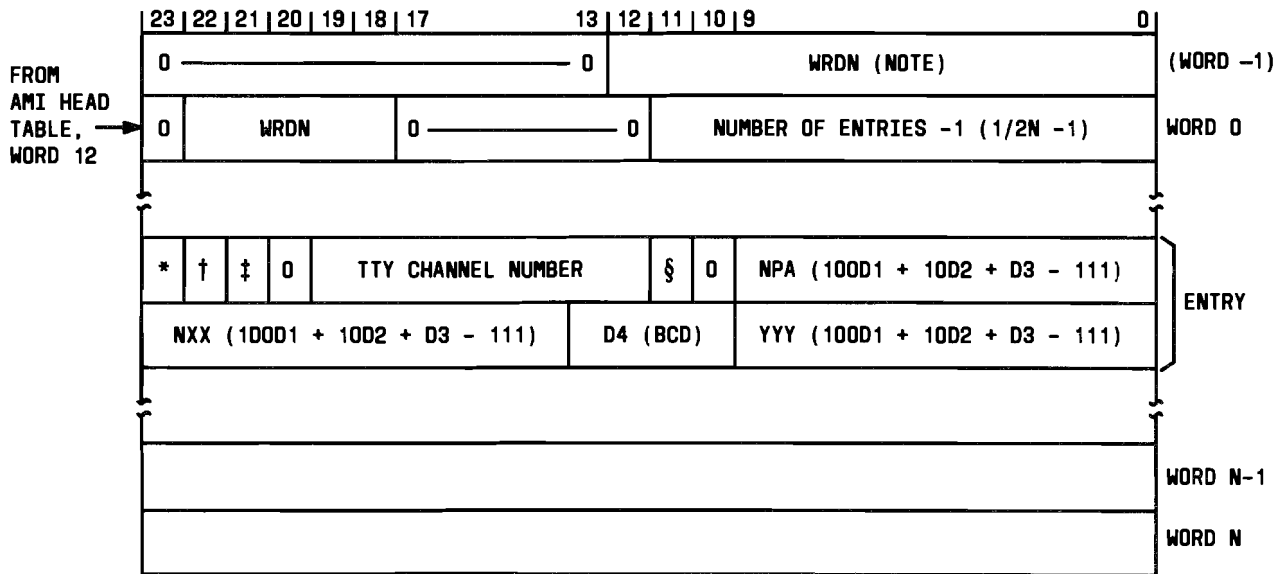 23 22 21 20 19 18 17 13 12 11 10 9 0
0 0 WRDN (NOTE) (WORD -1)
FROM
AMI HEAD
TABLE,
WORD 12
0 WRDN 0 0 NUMBER OF ENTRIES -1 (1/2N -1) WORD 0
* † ‡ 0 TTY CHANNEL NUMBER § 0 NPA (100D1 + 10D2 + D3 - 111)
ENTRY
NXX (100D1 + 10D2 + D3 - 111) D4 (BCD) YYY (100D1 + 10D2 + D3 - 111)
WORD N-1
WORD N